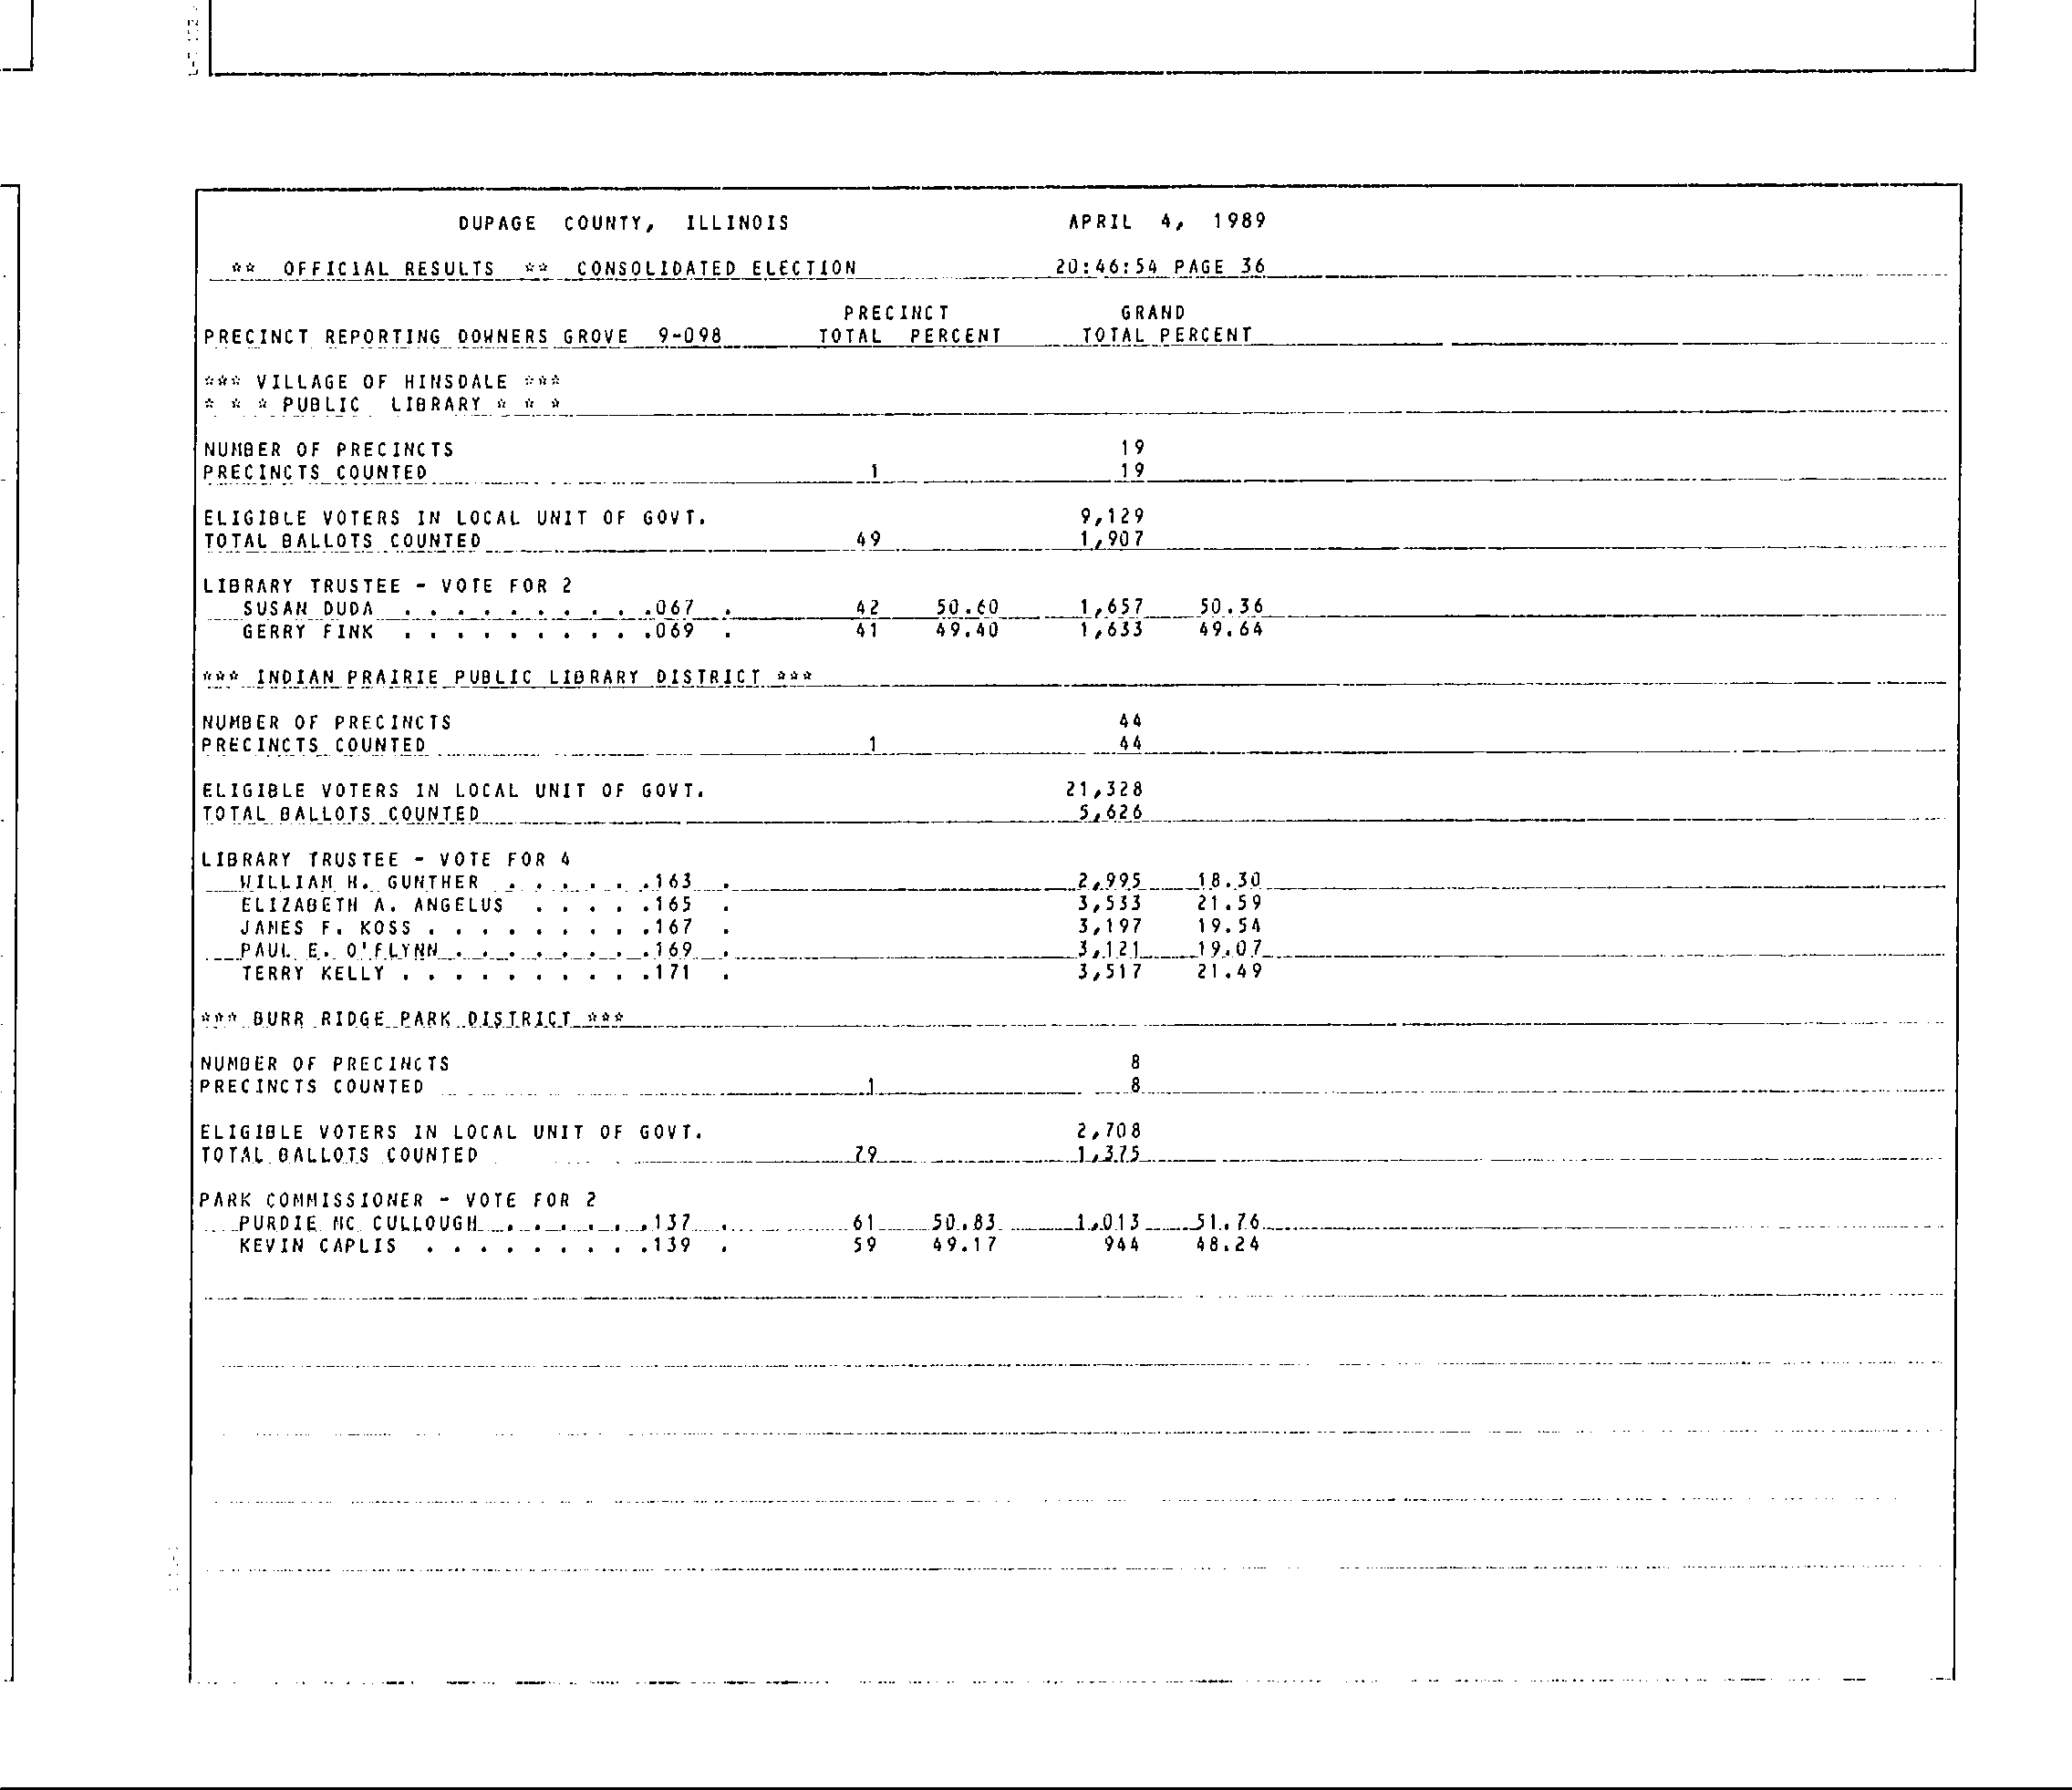 DUPAGE COUNTY, ILLINOIS APRIL 4, 1989
** OFFICIAL RESULTS ** CONSOLIDATED ELECTION 20:46:54 PAGE 36
PRECINCT GRAND
PRECINCT REPORTING DOWNERS GROVE 9-098 TOTAL PERCENT TOTAL PERCENT
*** VILLAGE OF HINSDALE ***
* * * PUBLIC LIBRARY * * *
NUMBER OF PRECINCTS 19
PRECINCTS COUNTED 1 19
ELIGIBLE VOTERS IN LOCAL UNIT OF GOVT. 9,129
TOTAL BALLOTS COUNTED 49 1,907
LIBRARY TRUSTEE - VOTE FOR 2
SUSAN DUDA . . . . . . . . . .067 . 42 50.60 1,657 50.36
GERRY FINK . . . . . . . . . .069 . 41 49.40 1,633 49.64
*** INDIAN PRAIRIE PUBLIC LIBRARY DISTRICT ***
NUMBER OF PRECINCTS 44
PRECINCTS COUNTED 1 44
ELIGIBLE VOTERS IN LOCAL UNIT OF GOVT. 21,328
TOTAL BALLOTS COUNTED 5,626
LIBRARY TRUSTEE - VOTE FOR 4
WILLIAM H. GUNTHER . . . . . .163 . 2,995 18.30
ELIZABETH A. ANGELUS . . . . .165 . 3,533 21.59
JAMES F. KOSS . . . . . . . . .167 . 3,197 19.54
PAUL E. O'FLYNN . . . . . . . .169 . 3,121 19.07
TERRY KELLY . . . . . . . . . .171 . 3,517 21.49
*** BURR RIDGE PARK DISTRICT ***
NUMBER OF PRECINCTS 8
PRECINCTS COUNTED 1 8
ELIGIBLE VOTERS IN LOCAL UNIT OF GOVT. 2,708
TOTAL BALLOTS COUNTED 79 1,375
PARK COMMISSIONER - VOTE FOR 2
PURDIE MC CULLOUGH . . . . . .137 . 61 50.83 1,013 51.76
KEVIN CAPLIS . . . . . . . . .139 . 59 49.17 944 48.24